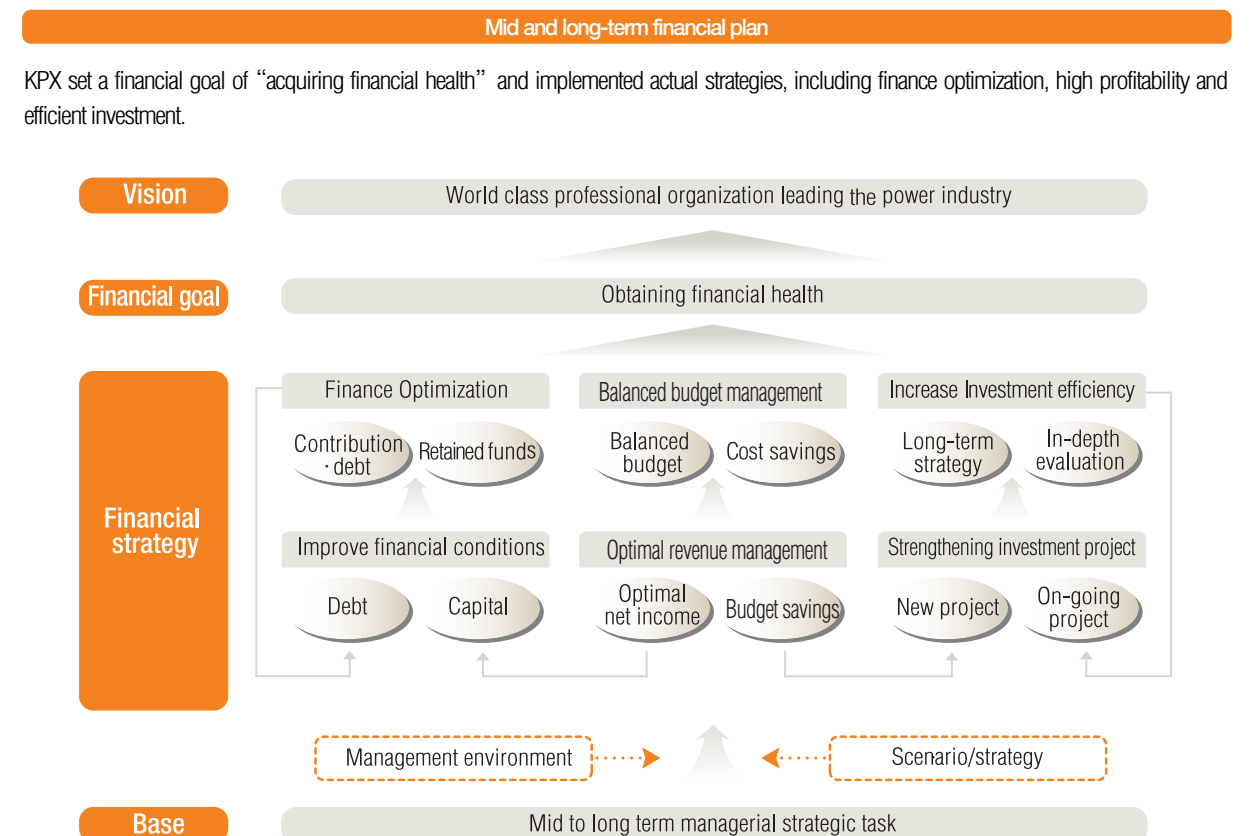 Mid and long-term financial plan
KPX set a financial goal of “acquiring financial health” and implemented actual strategies, including finance optimization, high profitability and
efficient investment.
Vision
World class professional organization leading the power industry
Financial goal
Obtaining financial health
Financial
strategy
Finance Optimization
Balanced budget management
Increase Investment efficiency
Contribution
· debt
Retained funds
Balanced
budget
Cost savings
Long-term
strategy
In-depth
evaluation
Improve financial conditions
Optimal revenue management
Strengthening investment project
Debt
Capital
Optimal
net income
Budget savings
New project
On-going
project
Management environment
Scenario/strategy
Base
Mid to long term managerial strategic task